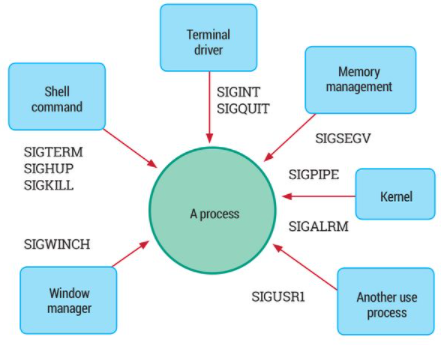 Terminal
driver
Shell
command
Memory
management
SIGINT
SIGQUIT
SIGSEGV
SIGTERM
SIGHUP
SIGKILL
SIGPIPE
Kernel
A process
SIGALRM
SIGWINCH
Window
manager
SIGUSR1
Another use
process